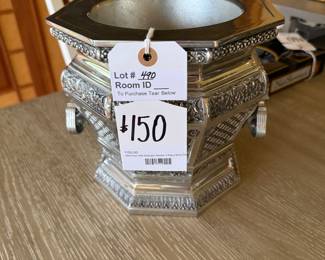 Lot # 490
Room ID
To Purchase Tear Below
$150